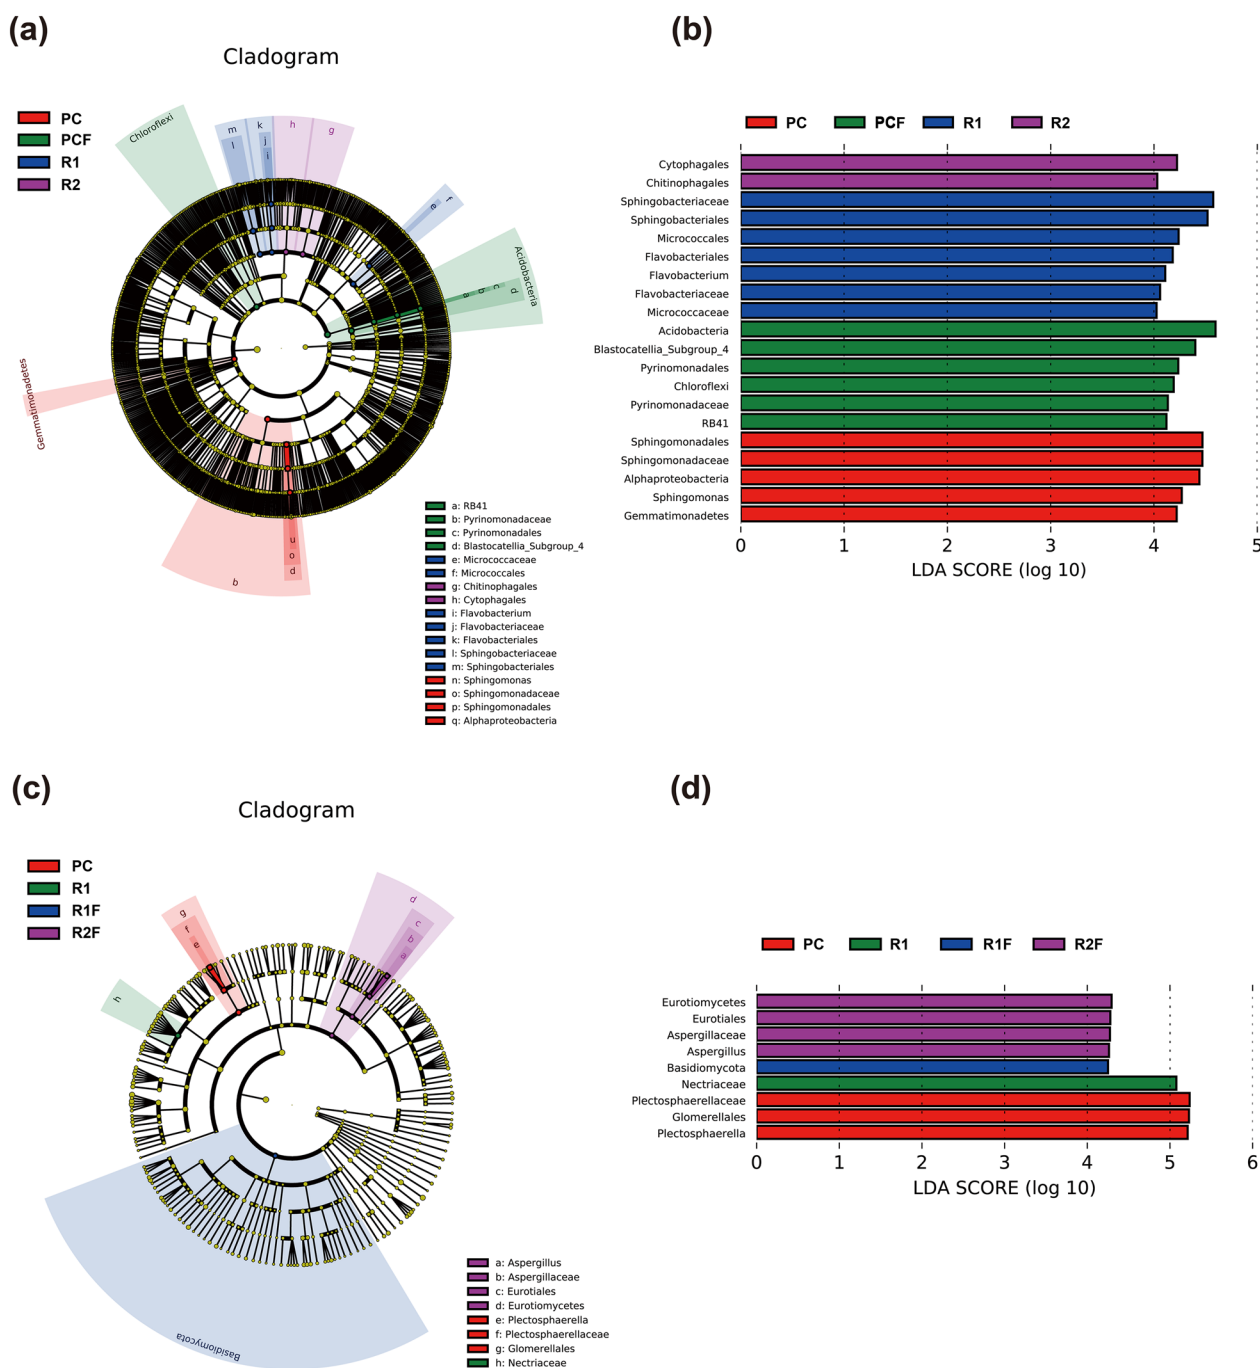 (a)
Cladogram
PC
PCF
R1
R2
Chloroflexi
m
l
k
j
i
h
g
f
e
Acidobacteria
a
b
c
d
Gemmatimonadetes
b
u
o
d
a: RB41
b: Pyrinomonadaceae
c: Pyrinomonadales
d: Blastocatellia_Subgroup_4
e: Micrococcaceae
f: Micrococcales
g: Chitinophagales
h: Cytophagales
i: Flavobacterium
j: Flavobacteriaceae
k: Flavobacteriales
l: Sphingobacteriaceae
m: Sphingobacteriales
n: Sphingomonas
o: Sphingomonadaceae
p: Sphingomonadales
q: Alphaproteobacteria
(b)
PC PCF R1 R2
Cytophagales
Chitinophagales
Sphingobacteriaceae
Sphingobacteriales
Micrococcales
Flavobacteriales
Flavobacterium
Flavobacteriaceae
Micrococcaceae
Acidobacteria
Blastocatellia_Subgroup_4
Pyrinomonadales
Chloroflexi
Pyrinomonadaceae
RB41
Sphingomonadales
Sphingomonadaceae
Alphaproteobacteria
Sphingomonas
Gemmatimonadetes
0 1 2 3 4 5
LDA SCORE (log 10)
(c)
Cladogram
PC
R1
R1F
R2F
g
f
e
h
d
c
b
a
Basidiomycota
a: Aspergillus
b: Aspergillaceae
c: Eurotiales
d: Eurotiomycetes
e: Plectosphaerella
f: Plectosphaerellaceae
g: Glomerellales
h: Nectriaceae
(d)
PC R1 R1F R2F
Eurotiomycetes
Eurotiales
Aspergillaceae
Aspergillus
Basidiomycota
Nectriaceae
Plectosphaerellaceae
Glomerellales
Plectosphaerella
0 1 2 3 4 5 6
LDA SCORE (log 10)